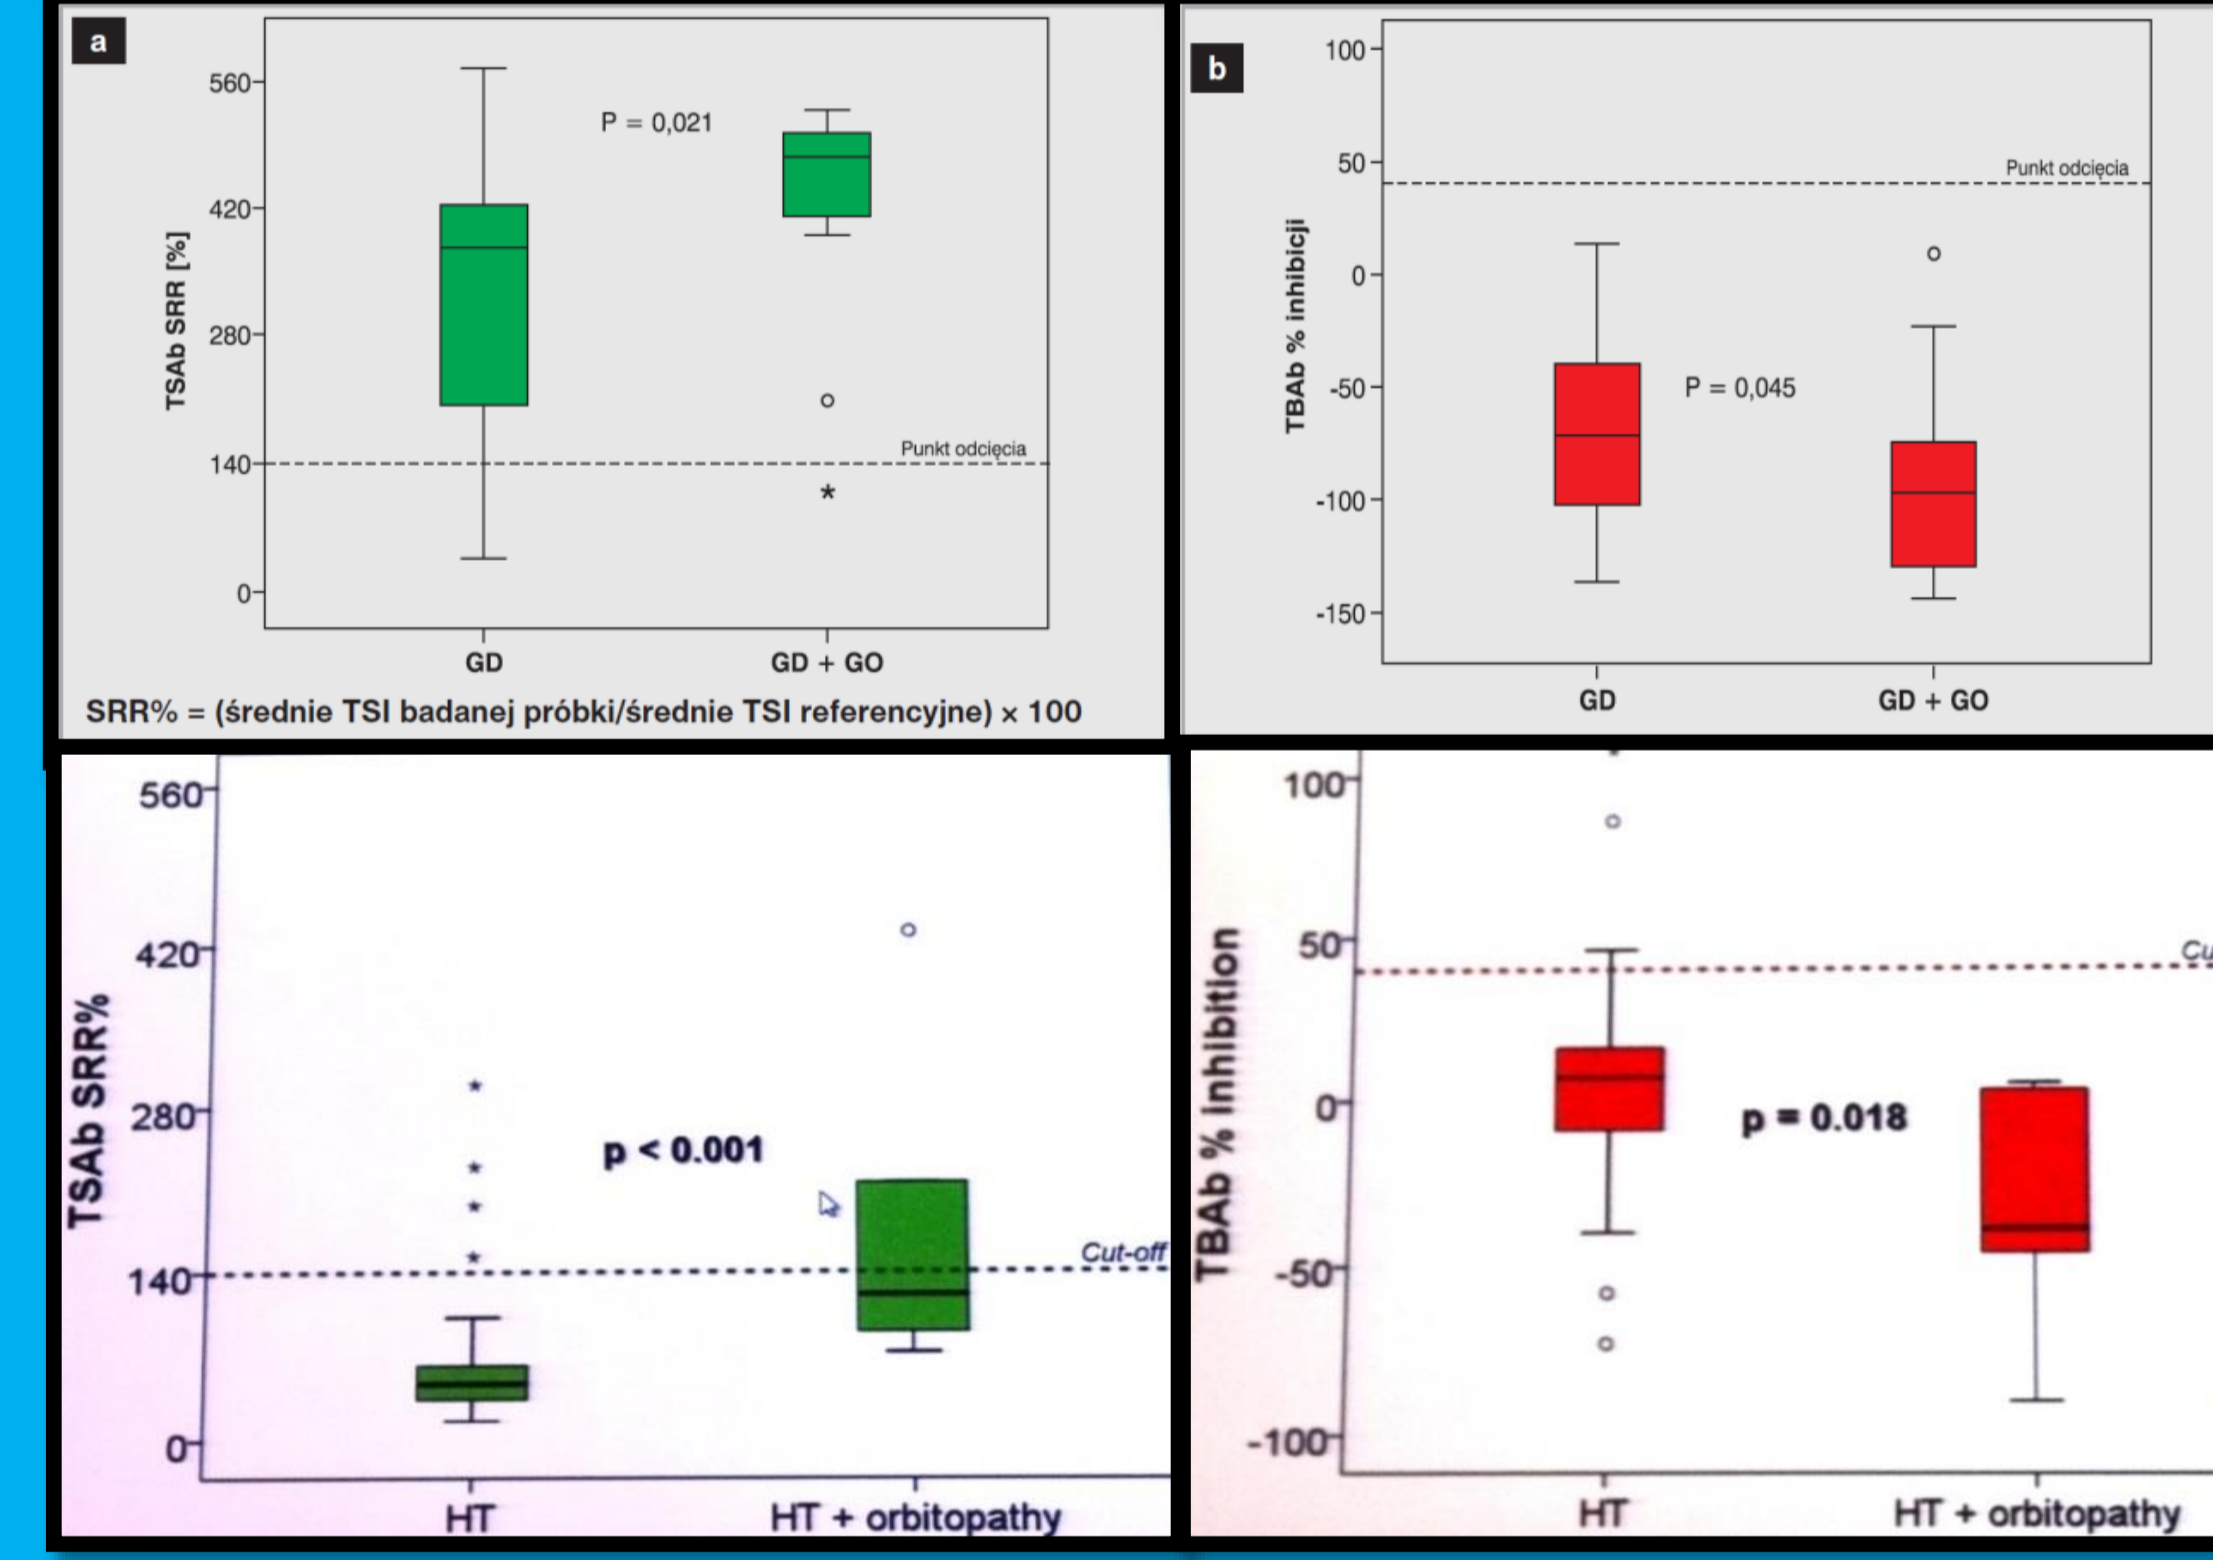 a
560
420
280
140
0
TSAb SRR [%]
P = 0,021
Punkt odcięcia
GD
GD + GO
SRR% = (średnie TSI badanej próbki/średnie TSI referencyjne) × 100
b
100
50
0
-50
-100
-150
TBAb % inhibicji
Punkt odcięcia
P = 0,045
GD
GD + GO
560
420
280
140
0
TSAb SRR%
p < 0.001
Cut-off
HT
HT + orbitopathy
100
50
0
-50
-100
TBAb % inhibition
Cu
p = 0.018
HT
HT + orbitopathy